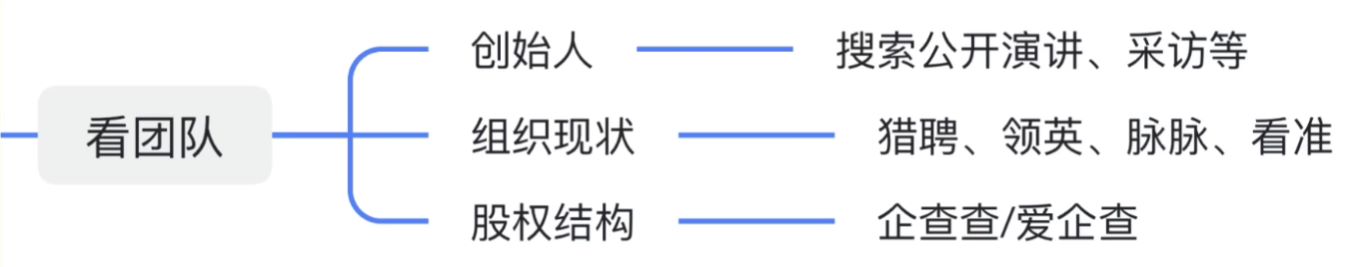 看团队
创始人
搜索公开演讲、采访等
组织现状
猎聘、领英、脉脉、看准
股权结构
企查查/爱企查